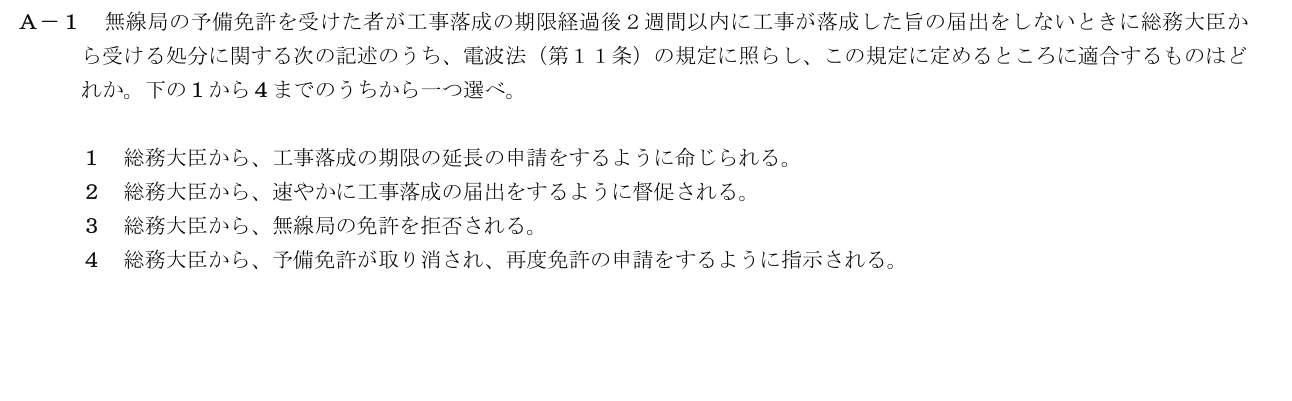 Ａ－１　無線局の予備免許を受けた者が工事落成の期限経過後２週間以内に工事が落成した旨の届出をしないときに総務大臣か
ら受ける処分に関する次の記述のうち、電波法（第１１条）の規定に照らし、この規定に定めるところに適合するものはど
れか。下の１から４までのうちから一つ選べ。
１　総務大臣から、工事落成の期限の延長の申請をするように命じられる。
２　総務大臣から、速やかに工事落成の届出をするように督促される。
３　総務大臣から、無線局の免許を拒否される。
４　総務大臣から、予備免許が取り消され、再度免許の申請をするように指示される。